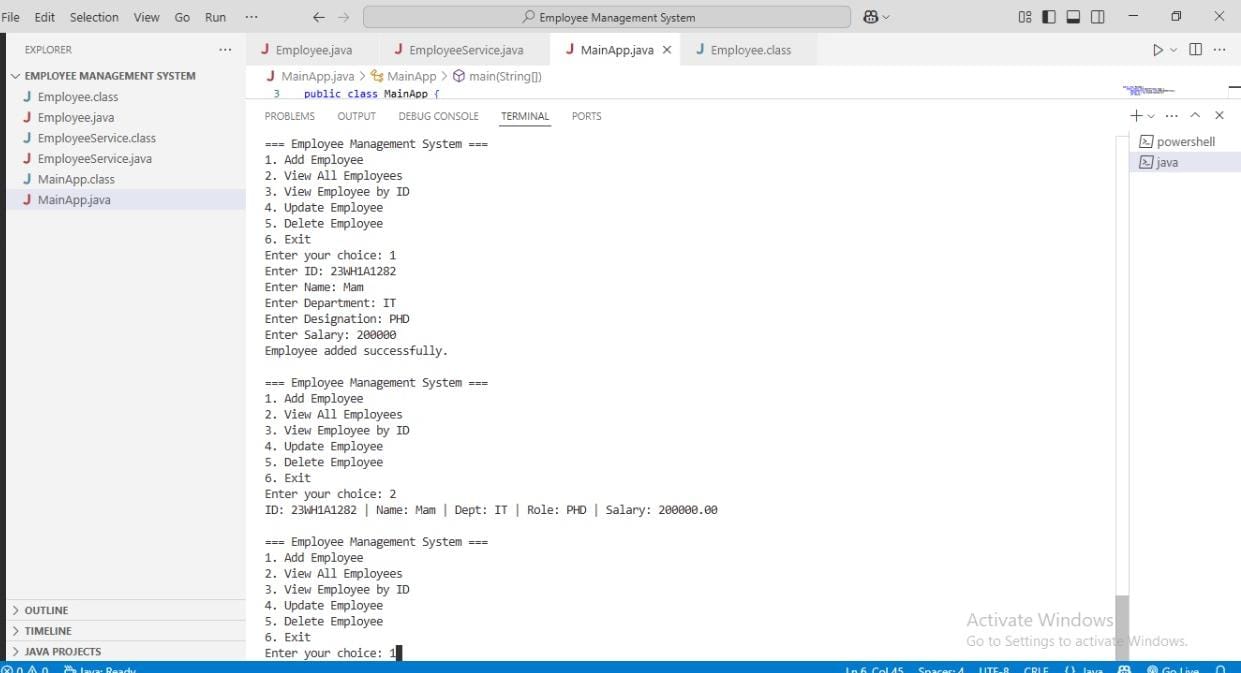 File Edit Selection View Go Run ··· Employee Management System
EXPLORER ···
EMPLOYEE MANAGEMENT SYSTEM
J Employee.class
J Employee.java
J EmployeeService.class
J EmployeeService.java
J MainApp.class
J MainApp.java
OUTLINE
TIMELINE
JAVA PROJECTS
J Employee.java J EmployeeService.java J MainApp.java J Employee.class
J MainApp.java > MainApp > main(String[])
3 public class MainApp {
PROBLEMS OUTPUT DEBUG CONSOLE TERMINAL PORTS
=== Employee Management System ===
1. Add Employee
2. View All Employees
3. View Employee by ID
4. Update Employee
5. Delete Employee
6. Exit
Enter your choice: 1
Enter ID: 23WH1A1282
Enter Name: Mam
Enter Department: IT
Enter Designation: PHD
Enter Salary: 200000
Employee added successfully.
=== Employee Management System ===
1. Add Employee
2. View All Employees
3. View Employee by ID
4. Update Employee
5. Delete Employee
6. Exit
Enter your choice: 2
ID: 23WH1A1282 | Name: Mam | Dept: IT | Role: PHD | Salary: 200000.00
=== Employee Management System ===
1. Add Employee
2. View All Employees
3. View Employee by ID
4. Update Employee
5. Delete Employee
6. Exit
Enter your choice: 1
powershell
java
Activate Windows
Go to Settings to activate Windows.
0 0 Java: Ready Ln 6, Col 45 Spaces: 4 UTF-8 CRLF {} Java Go Live